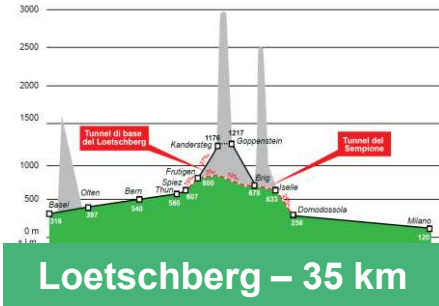 3000
2500
2000
1500
1000
500
0 m
s.l.m.
Tunnel di base
del Loetschberg
Tunnel del
Sempione
1176
1217
Kandersteg
Goppenstein
Frutigen
800
Spiez
Thun
560
607
Basel
316
Olten
397
Bern
540
Brig
678
Iselle
633
Domodossola
258
Milano
120
Loetschberg – 35 km